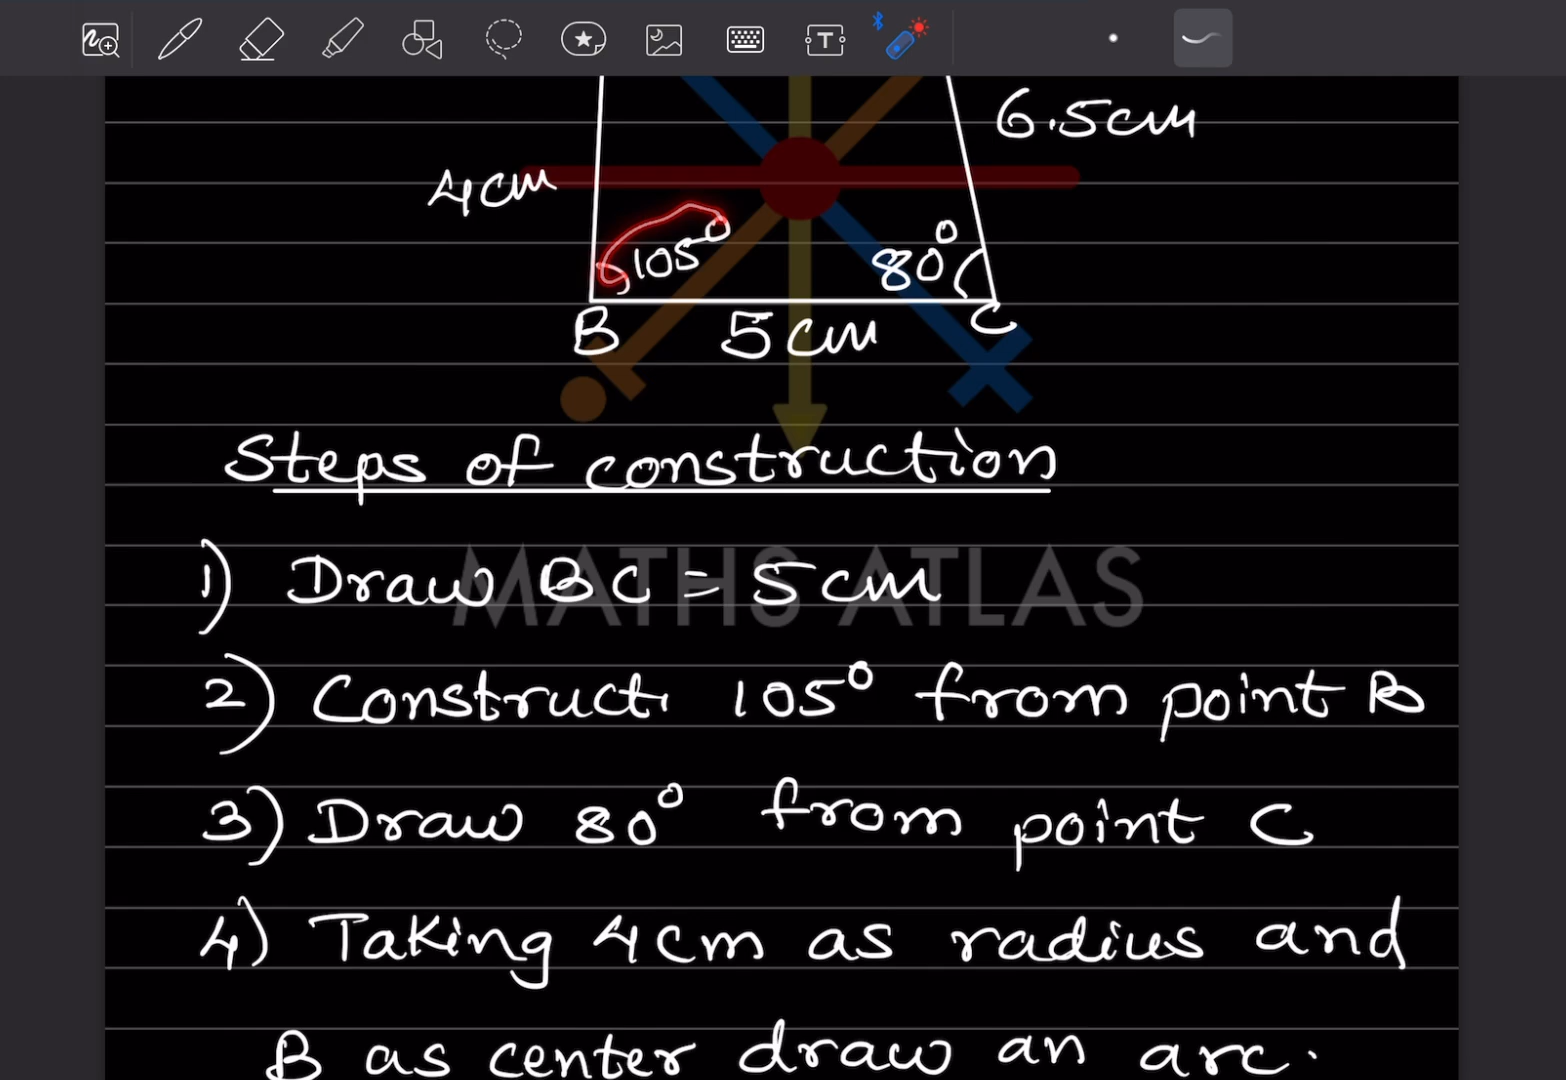 6.5cm
4cm
105°
80°
B 5cm C
Steps of construction
MATHS ATLAS
1) Draw BC = 5cm
2) Construct 105° from point B
3) Draw 80° from point C
4) Taking 4cm as radius and
B as center draw an arc.